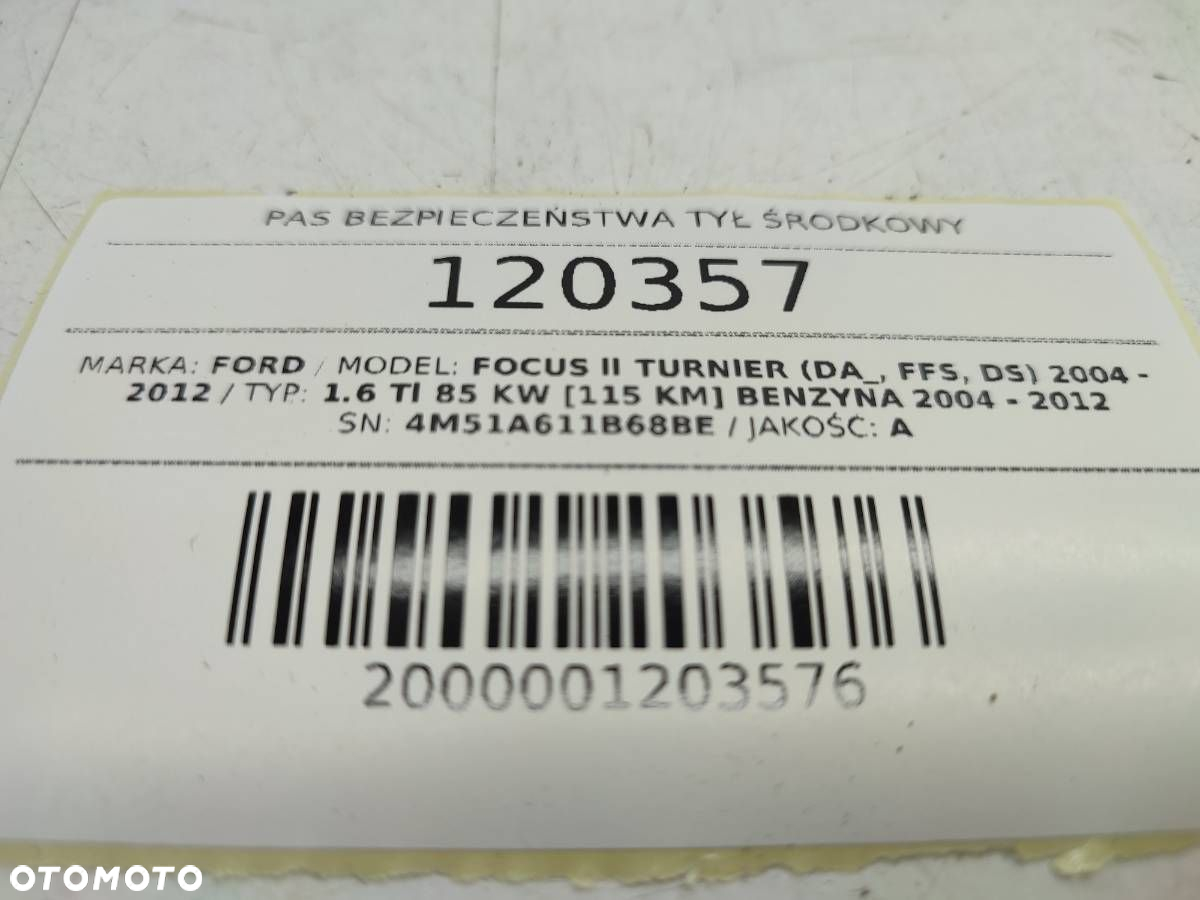 PAS BEZPIECZEŃSTWA TYŁ ŚRODKOWY
120357
MARKA: FORD / MODEL: FOCUS II TURNIER (DA_, FFS, DS) 2004 -
2012 / TYP: 1.6 TI 85 KW [115 KM] BENZYNA 2004 - 2012
SN: 4M51A611B68BE / JAKOŚĆ: A
2000001203576
OTOMOTO